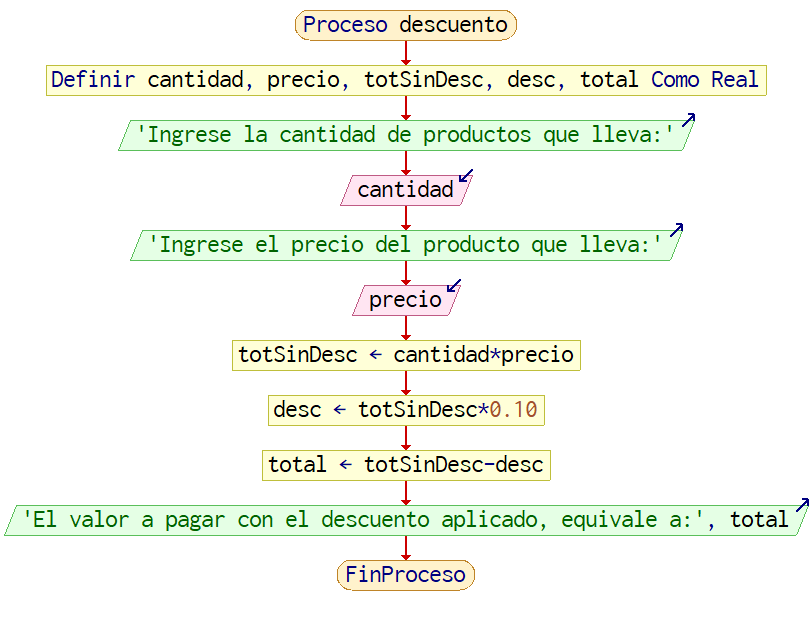 Proceso descuento
Definir cantidad, precio, totSinDesc, desc, total Como Real
'Ingrese la cantidad de productos que lleva:'
cantidad
'Ingrese el precio del producto que lleva:'
precio
totSinDesc ← cantidad*precio
desc ← totSinDesc*0.10
total ← totSinDesc-desc
'El valor a pagar con el descuento aplicado, equivale a:', total
FinProceso